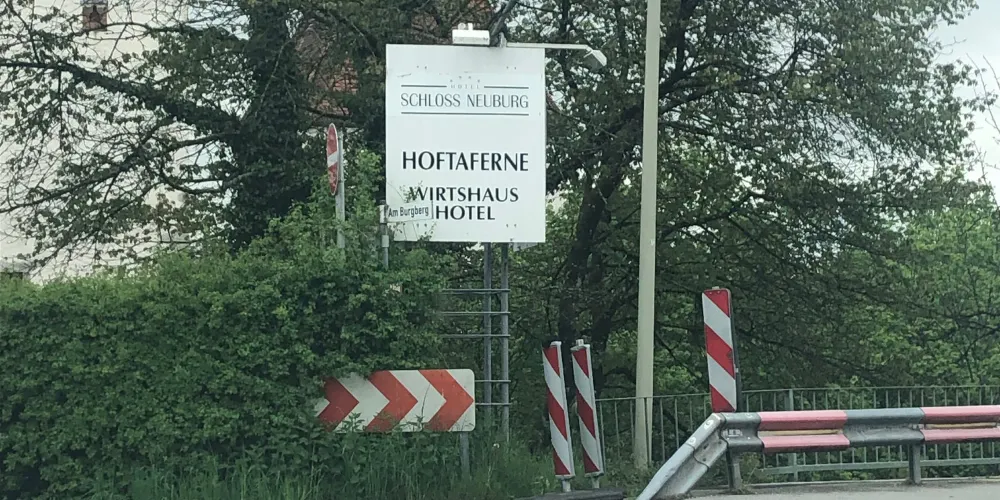 HOTEL
SCHLOSS NEUBURG
HOFTAFERNE
WIRTSHAUS
HOTEL
Am Burgberg